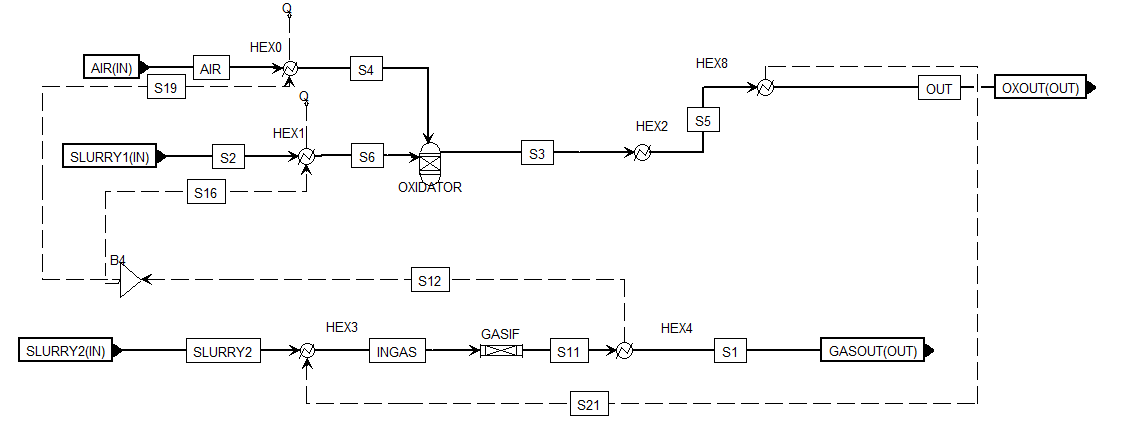 Q
HEX0
AIR(IN)
AIR
S4
S19
HEX8
OUT
OXOUT(OUT)
Q
HEX1
S5
HEX2
SLURRY1(IN)
S2
S6
S3
OXIDATOR
S16
B4
S12
HEX3
GASIF
HEX4
SLURRY2(IN)
SLURRY2
INGAS
S11
S1
GASOUT(OUT)
S21